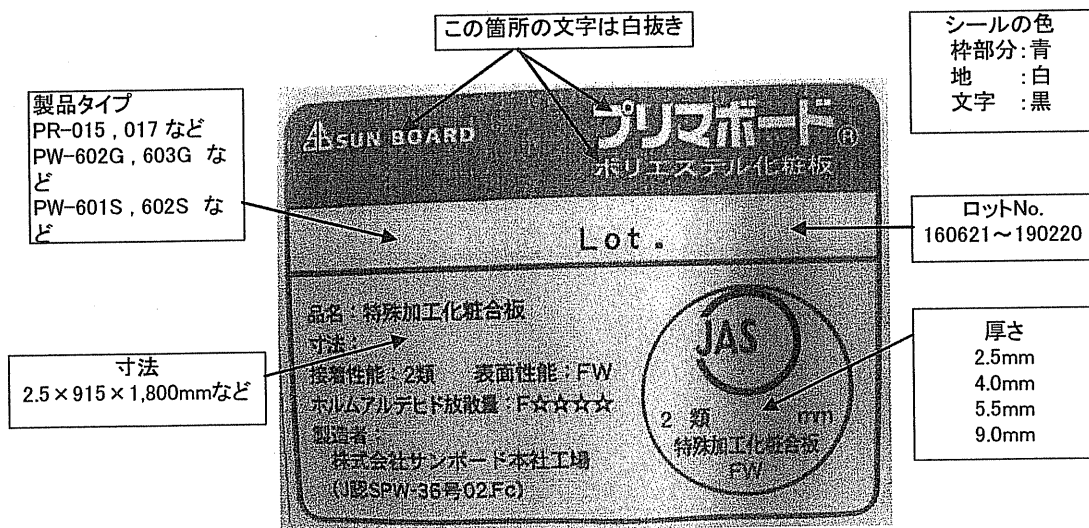 この箇所の文字は白抜き
シールの色
枠部分:青
地　　:白
文字　:黒
製品タイプ
PR-015 , 017 など
PW-602G , 603G な
ど
PW-601S , 602S な
ど
SUN BOARD
プリマボード®
ポリエステル化粧板
Lot .
ロットNo.
160621～190220
品名：特殊加工化粧合板
寸法：
接着性能：2類　表面性能：FW
ホルムアルデヒド放散量：F☆☆☆☆
製造者：
株式会社サンボード本社工場
(J認SPW-36号02.Fc)
JAS
2 類　mm
特殊加工化粧合板
FW
寸法
2.5×915×1,800mmなど
厚さ
2.5mm
4.0mm
5.5mm
9.0mm